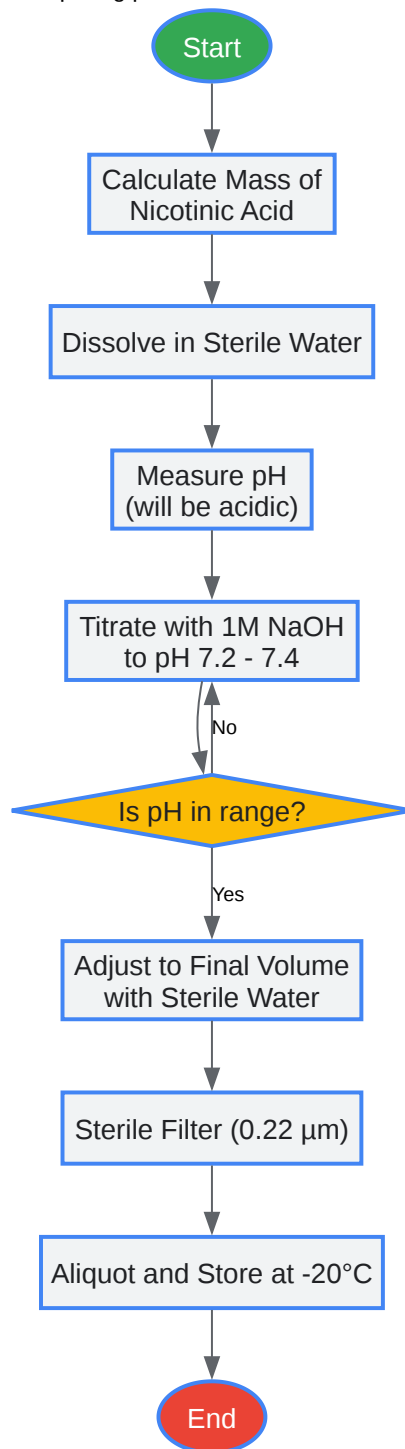 Start
Calculate Mass of
Nicotinic Acid
Dissolve in Sterile Water
Measure pH
(will be acidic)
Titrate with 1M NaOH
to pH 7.2 - 7.4
No
Is pH in range?
Yes
Adjust to Final Volume
with Sterile Water
Sterile Filter (0.22 µm)
Aliquot and Store at -20°C
End